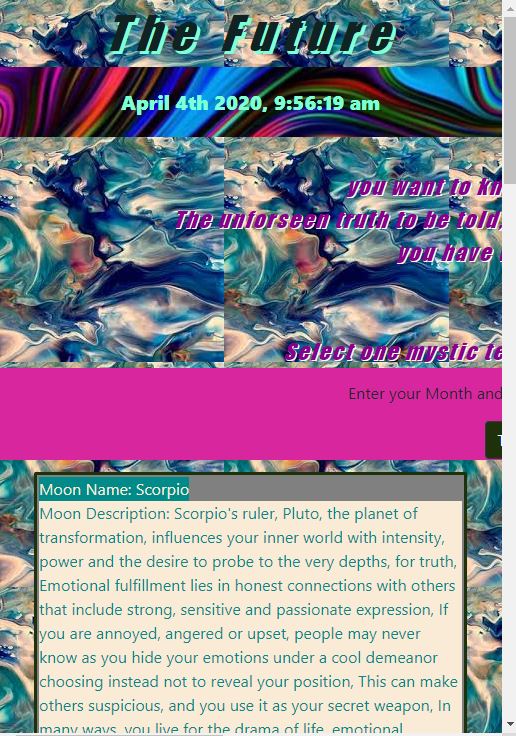 The Future
April 4th 2020, 9:56:19 am
you want to kn
The unforseen truth to be told,
you have
Select one mystic te
Enter your Month and
T
Moon Name: Scorpio
Moon Description: Scorpio's ruler, Pluto, the planet of
transformation, influences your inner world with intensity,
power and the desire to probe to the very depths, for truth,
Emotional fulfillment lies in honest connections with others
that include strong, sensitive and passionate expression, If
you are annoyed, angered or upset, people may never
know as you hide your emotions under a cool demeanor
choosing instead not to reveal your position, This can make
others suspicious, and you use it as your secret weapon, In
many ways, you live for the drama of life, emotional